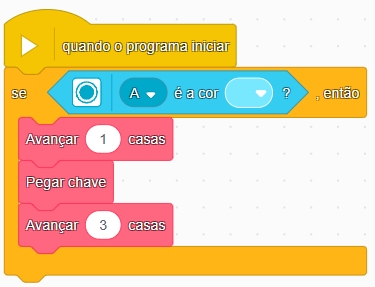 quando o programa iniciar
se A é a cor ? , então
Avançar 1 casas
Pegar chave
Avançar 3 casas